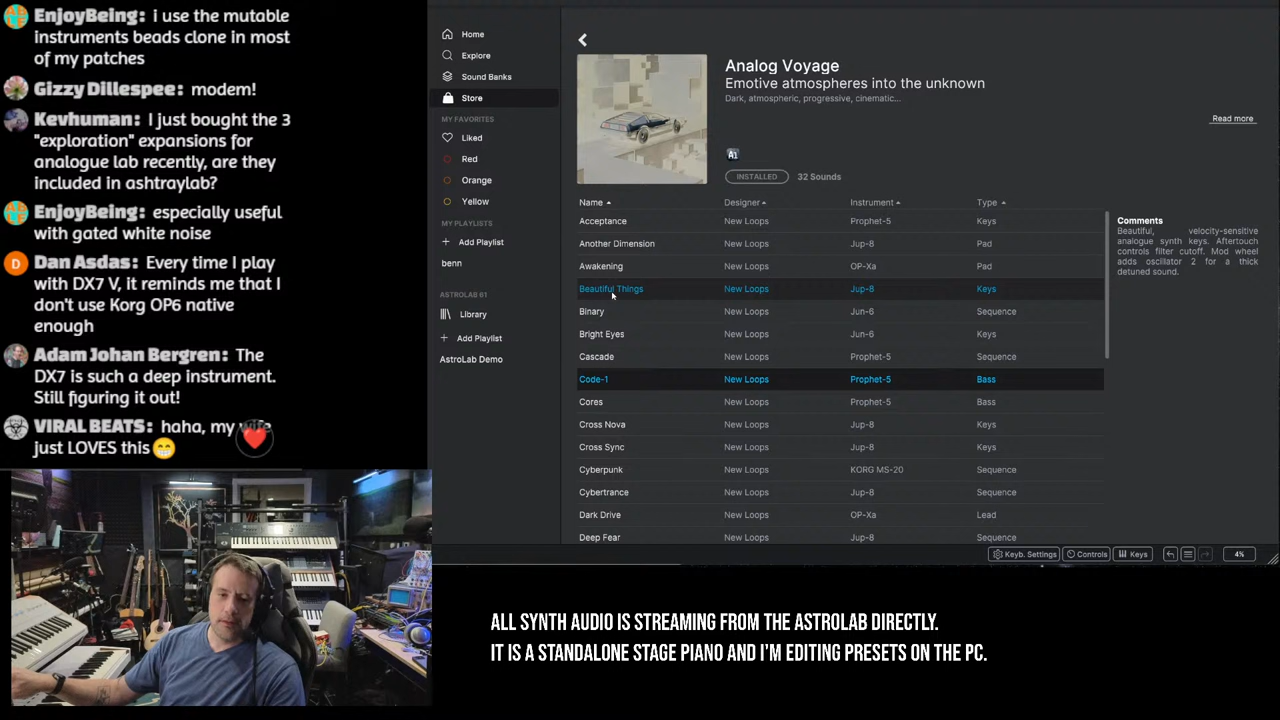 EnjoyBeing: i use the mutable
instruments beads clone in most
of my patches
Gizzy Dillespee: modem!
Kevhuman: I just bought the 3
"exploration" expansions for
analogue lab recently, are they
included in ashtraylab?
EnjoyBeing: especially useful
with gated white noise
D Dan Asdas: Every time I play
with DX7 V, it reminds me that I
don't use Korg OP6 native
enough
Adam Johan Bergren: The
DX7 is such a deep instrument.
Still figuring it out!
VIRAL BEATS: haha, my wife
just LOVES this😁
Home
Explore
Sound Banks
Store
MY FAVORITES
Liked
Red
Orange
Yellow
MY PLAYLISTS
Add Playlist
benn
ASTROLAB 61
Library
Add Playlist
AstroLab Demo
Analog Voyage
Emotive atmospheres into the unknown
Dark, atmospheric, progressive, cinematic...
Read more
INSTALLED 32 Sounds
Name Designer Instrument Type
Acceptance New Loops Prophet-5 Keys
Another Dimension New Loops Jup-8 Pad
Awakening New Loops OP-Xa Pad
Beautiful Things New Loops Jup-8 Keys
Binary New Loops Jun-6 Sequence
Bright Eyes New Loops Jun-6 Keys
Cascade New Loops Prophet-5 Sequence
Code-1 New Loops Prophet-5 Bass
Cores New Loops Prophet-5 Bass
Cross Nova New Loops Jup-8 Keys
Cross Sync New Loops Jup-8 Keys
Cyberpunk New Loops KORG MS-20 Sequence
Cybertrance New Loops Jup-8 Sequence
Dark Drive New Loops OP-Xa Lead
Deep Fear New Loops Jup-8 Sequence
Comments
Beautiful, velocity-sensitive
analogue synth keys. Aftertouch
controls filter cutoff. Mod wheel
adds oscillator 2 for a thick
detuned sound.
Keyb. Settings Controls Keys 4%
ALL SYNTH AUDIO IS STREAMING FROM THE ASTROLAB DIRECTLY.
IT IS A STANDALONE STAGE PIANO AND I'M EDITING PRESETS ON THE PC.